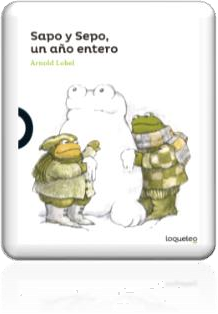 Sapo y Sepo,
un año entero
Arnold Lobel
loqueleo